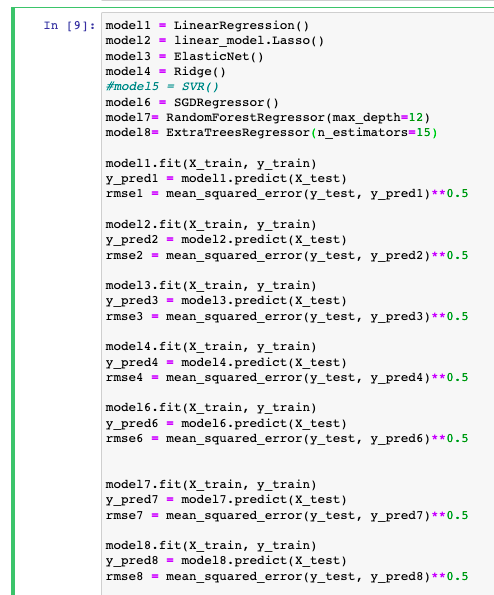 In [9]: model1 = LinearRegression()
model2 = linear_model.Lasso()
model3 = ElasticNet()
model4 = Ridge()
#model5 = SVR()
model6 = SGDRegressor()
model7= RandomForestRegressor(max_depth=12)
model8= ExtraTreesRegressor(n_estimators=15)
model1.fit(X_train, y_train)
y_pred1 = model1.predict(X_test)
rmse1 = mean_squared_error(y_test, y_pred1)**0.5
model2.fit(X_train, y_train)
y_pred2 = model2.predict(X_test)
rmse2 = mean_squared_error(y_test, y_pred2)**0.5
model3.fit(X_train, y_train)
y_pred3 = model3.predict(X_test)
rmse3 = mean_squared_error(y_test, y_pred3)**0.5
model4.fit(X_train, y_train)
y_pred4 = model4.predict(X_test)
rmse4 = mean_squared_error(y_test, y_pred4)**0.5
model6.fit(X_train, y_train)
y_pred6 = model6.predict(X_test)
rmse6 = mean_squared_error(y_test, y_pred6)**0.5
model7.fit(X_train, y_train)
y_pred7 = model7.predict(X_test)
rmse7 = mean_squared_error(y_test, y_pred7)**0.5
model8.fit(X_train, y_train)
y_pred8 = model8.predict(X_test)
rmse8 = mean_squared_error(y_test, y_pred8)**0.5